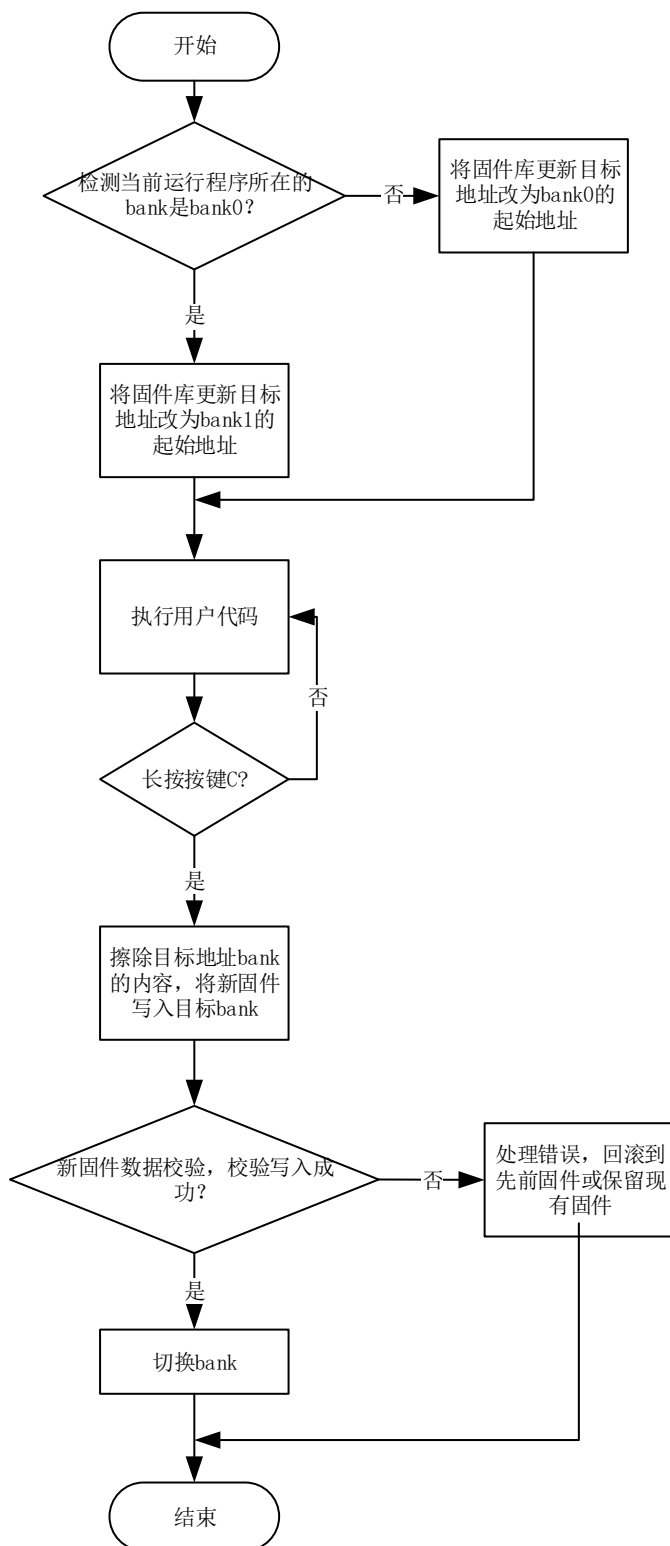 开始
检测当前运行程序所在的
bank是bank0?
否
将固件库更新目标
地址改为bank0的
起始地址
是
将固件库更新目标
地址改为bank1的
起始地址
执行用户代码
否
长按按键C?
是
擦除目标地址bank
的内容，将新固件
写入目标bank
新固件数据校验，校验写入成
功？
否
处理错误，回滚到
先前固件或保留现
有固件
是
切换bank
结束